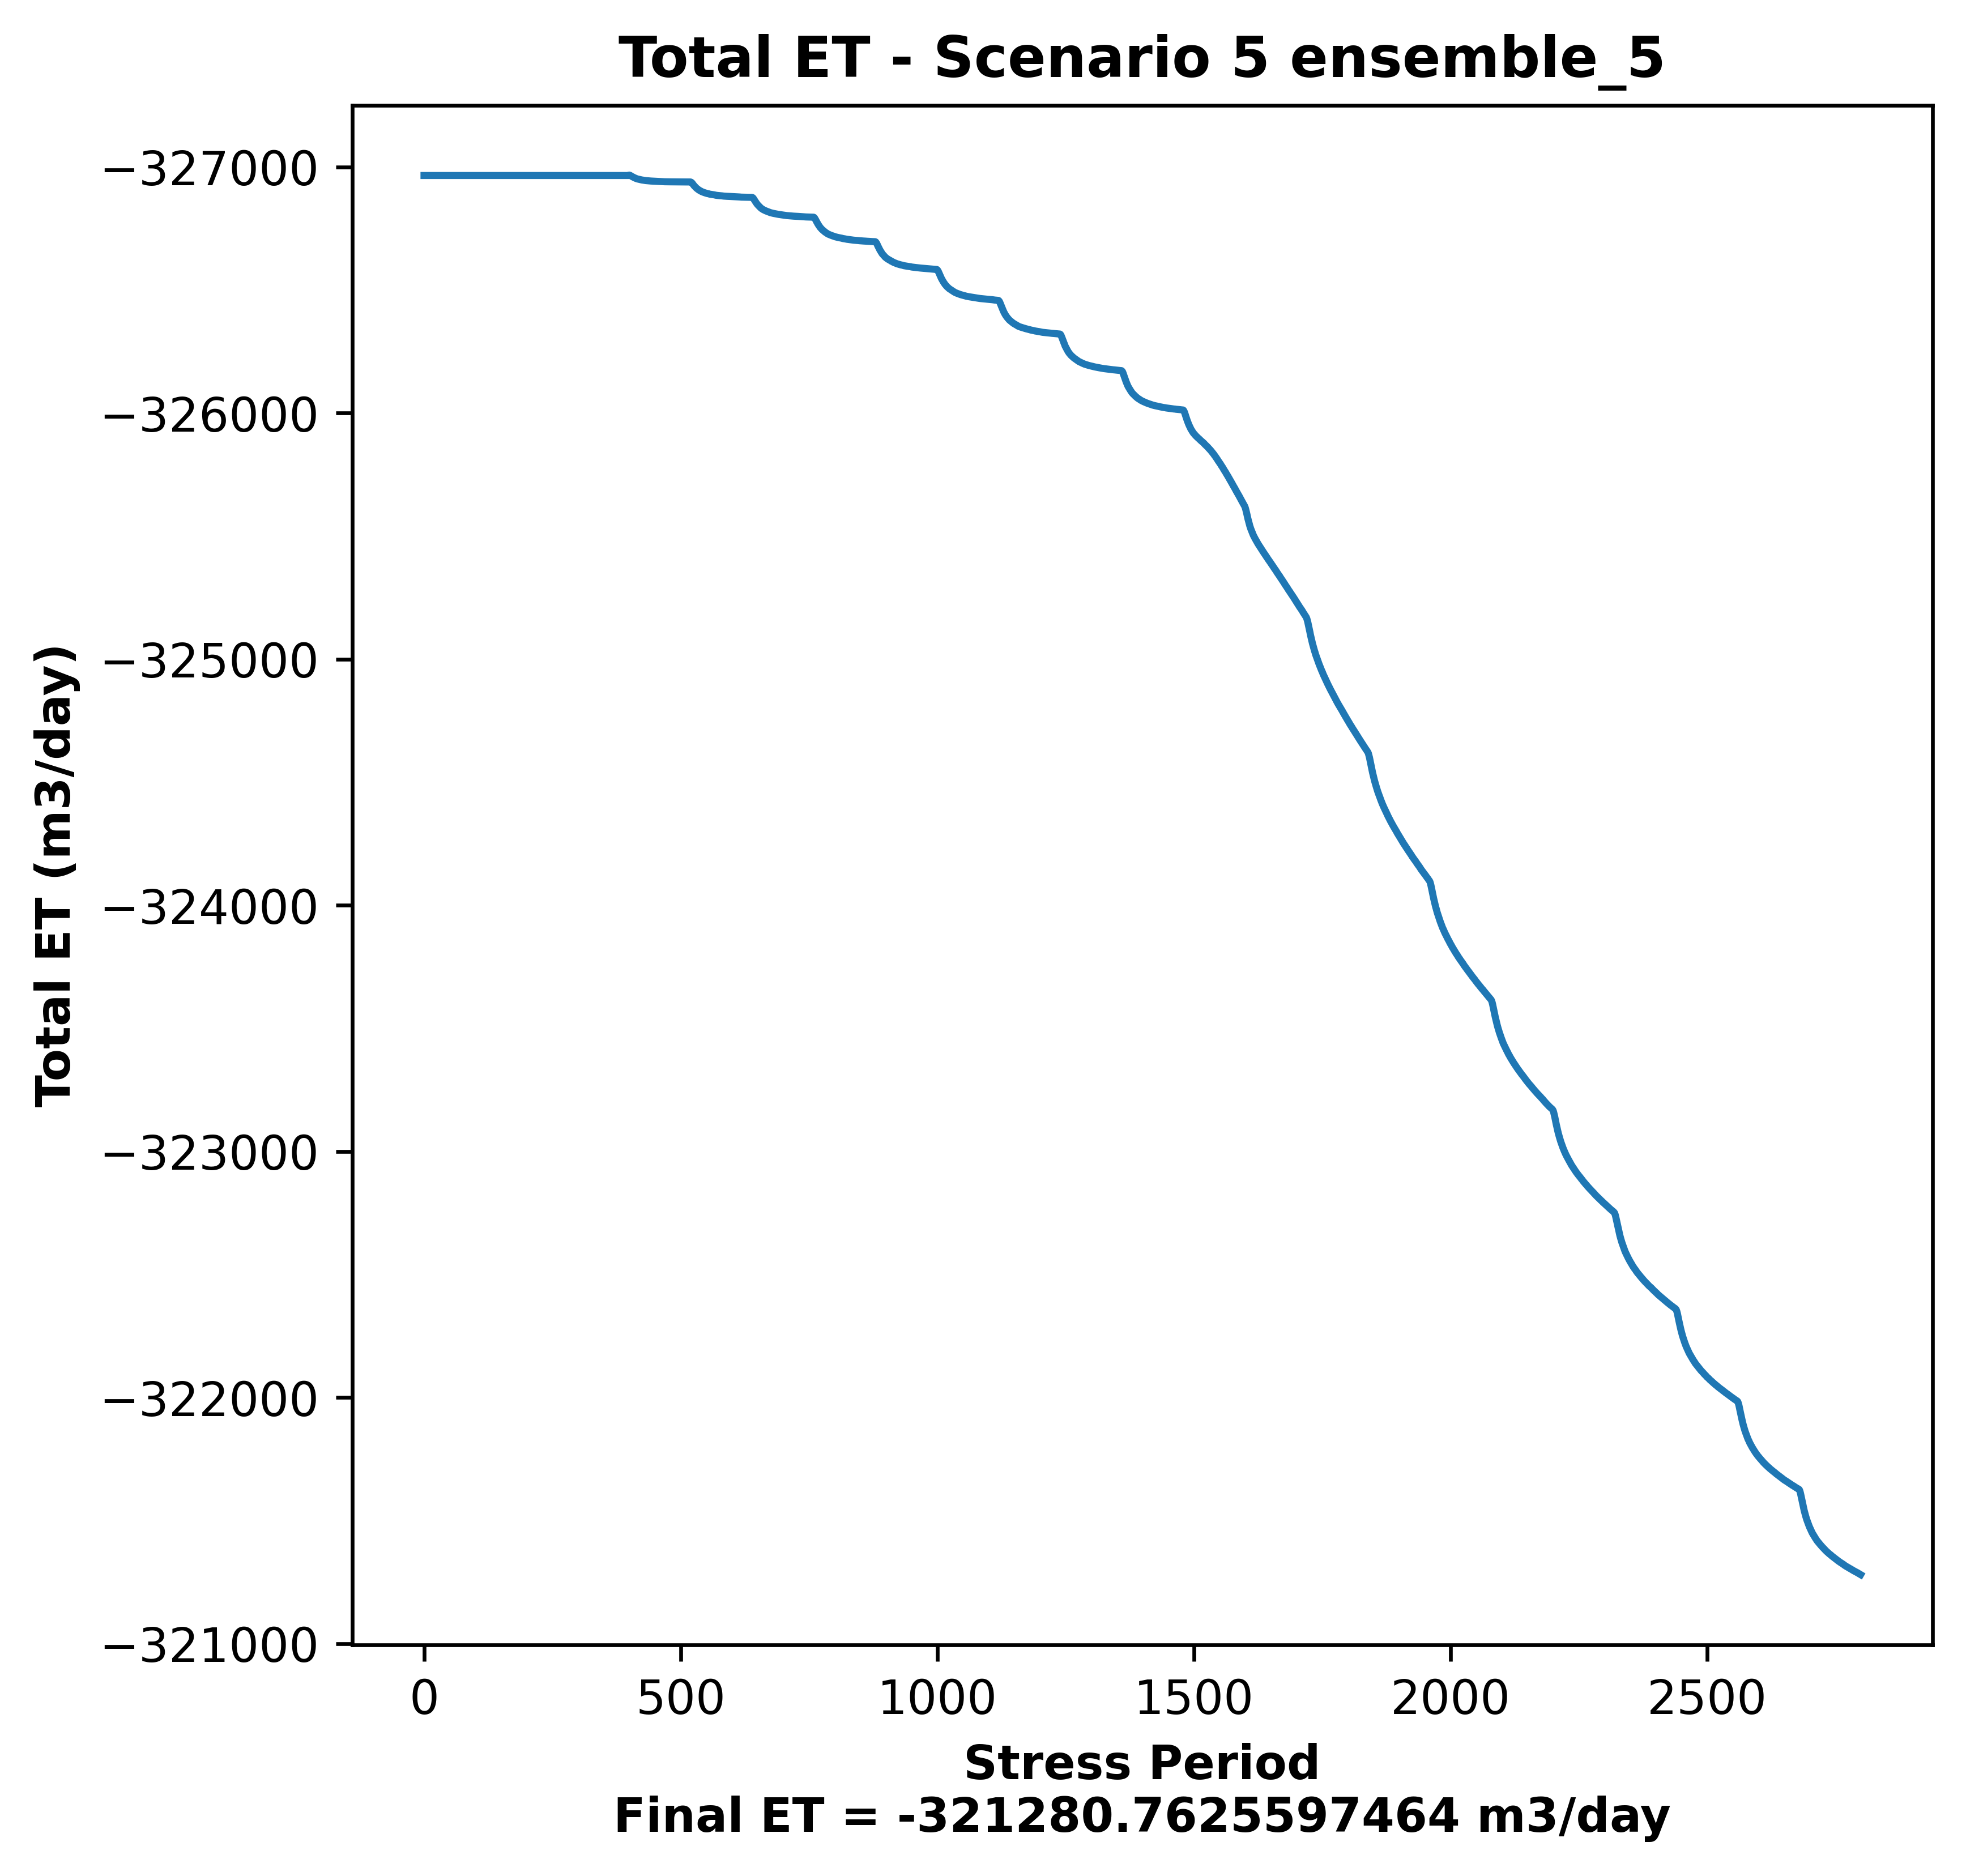 Total ET - Scenario 5 ensemble_5
Total ET (m3/day)
−327000
−326000
−325000
−324000
−323000
−322000
−321000
0 500 1000 1500 2000 2500
Stress Period
Final ET = -321280.7625597464 m3/day